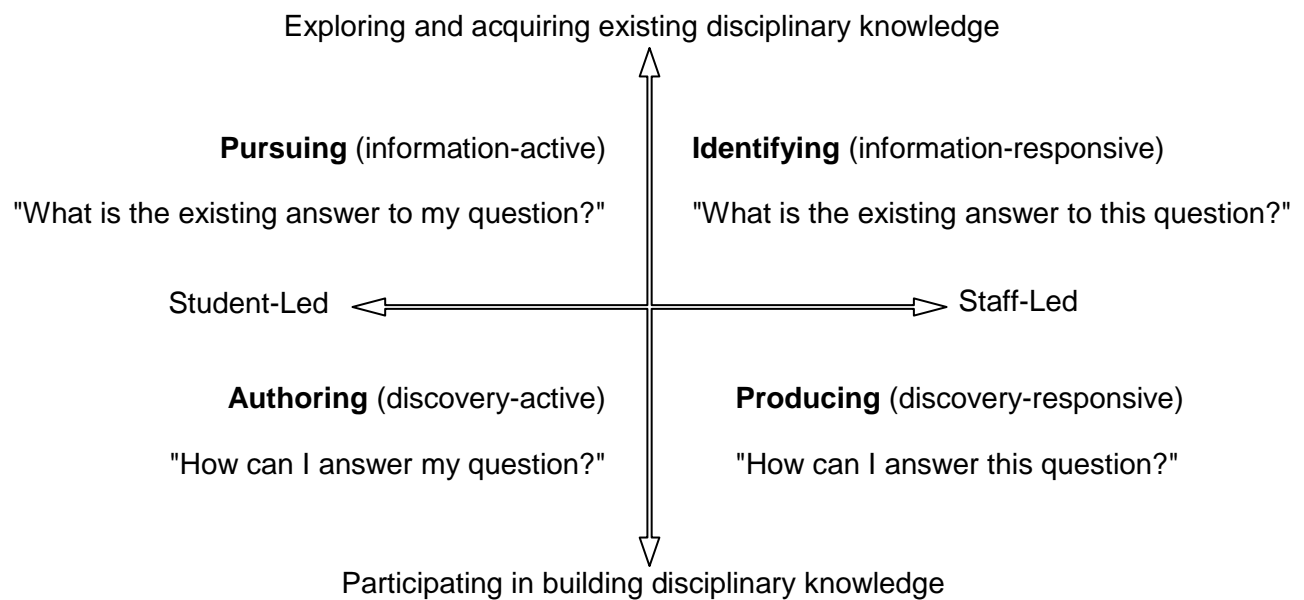 Exploring and acquiring existing disciplinary knowledge
Pursuing (information-active)
Identifying (information-responsive)
"What is the existing answer to my question?"
"What is the existing answer to this question?"
Student-Led
Staff-Led
Authoring (discovery-active)
Producing (discovery-responsive)
"How can I answer my question?"
"How can I answer this question?"
Participating in building disciplinary knowledge